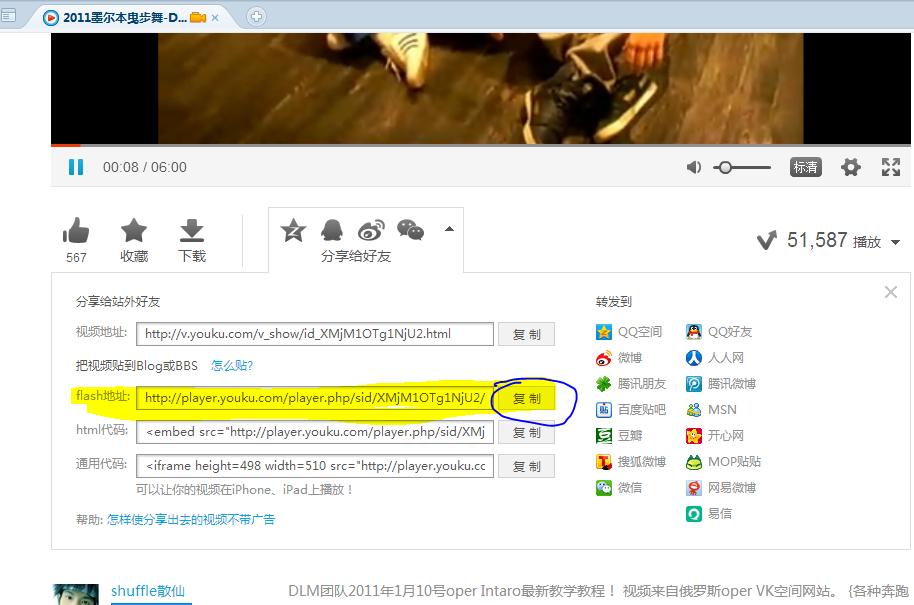 2011墨尔本曳步舞-D...
00:08 / 06:00
标清
567
收藏
下载
分享给好友
51,587 播放
分享给站外好友
转发到
视频地址:
http://v.youku.com/v_show/id_XMjM1OTg1NjU2.html
复 制
QQ空间
QQ好友
把视频贴到Blog或BBS 怎么贴?
微博
人人网
flash地址:
http://player.youku.com/player.php/sid/XMjM1OTg1NjU2/
复 制
腾讯朋友
腾讯微博
百度贴吧
MSN
html代码:
<embed src="http://player.youku.com/player.php/sid/XMj
复 制
豆瓣
开心网
通用代码:
<iframe height=498 width=510 src="http://player.youku.cc
复 制
搜狐微博
MOP贴贴
可以让你的视频在iPhone、iPad上播放！
微信
网易微博
帮助: 怎样使分享出去的视频不带广告
易信
shuffle散仙
DLM团队2011年1月10号oper Intaro最新教学教程！ 视频来自俄罗斯oper VK空间网站。 {各种奔跑